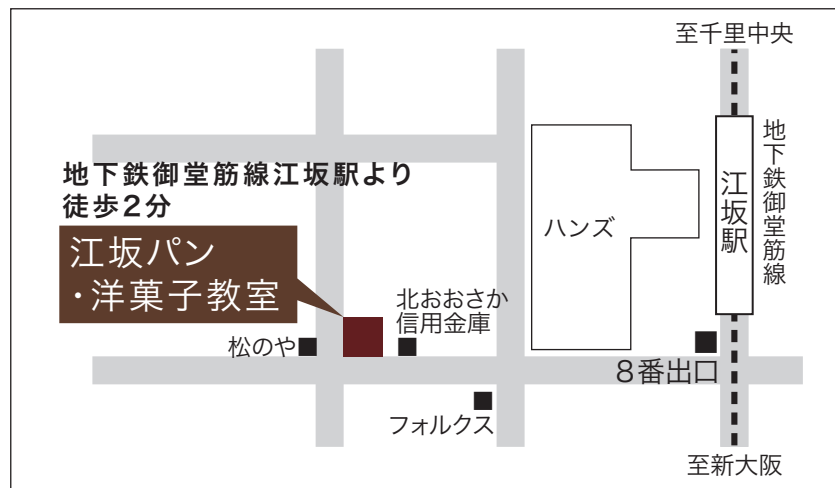 至千里中央
地下鉄御堂筋線江坂駅より
徒歩2分
江坂パン
・洋菓子教室
ハンズ
江坂駅
地下鉄御堂筋線
北おおさか
信用金庫
松のや
8番出口
フォルクス
至新大阪